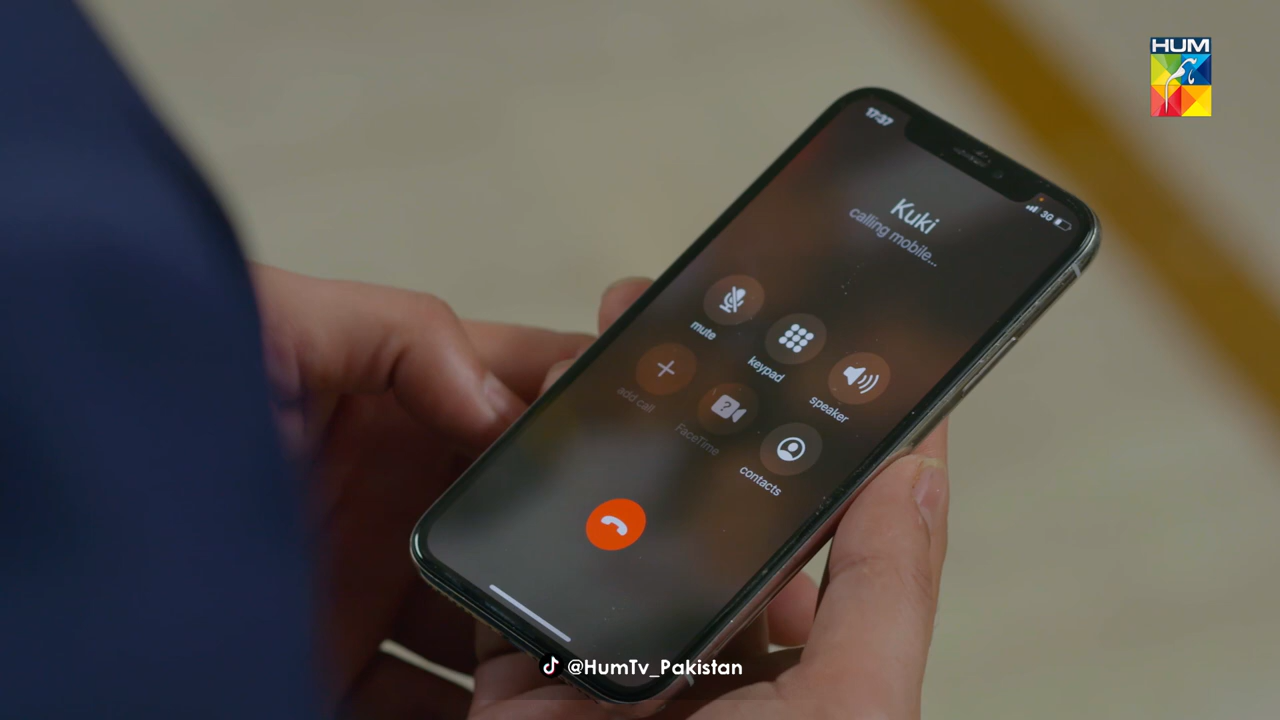 HUM
17:37
3G
Kuki
calling mobile...
mute
keypad
speaker
add call
FaceTime
contacts
@HumTv_Pakistan